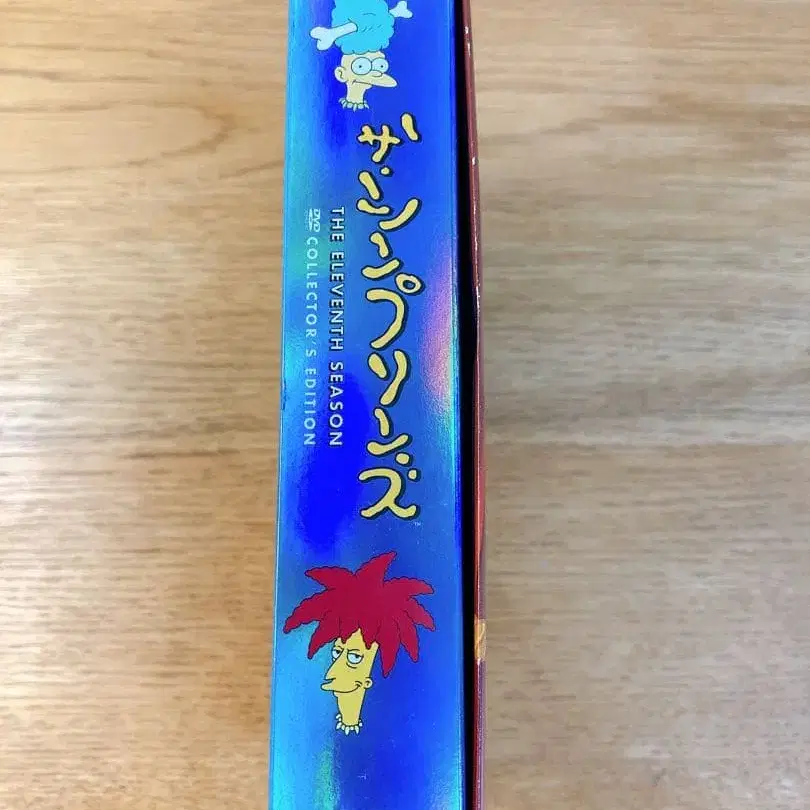 ザ・シンプソンズ
THE ELEVENTH SEASON
DVD COLLECTOR'S EDITION